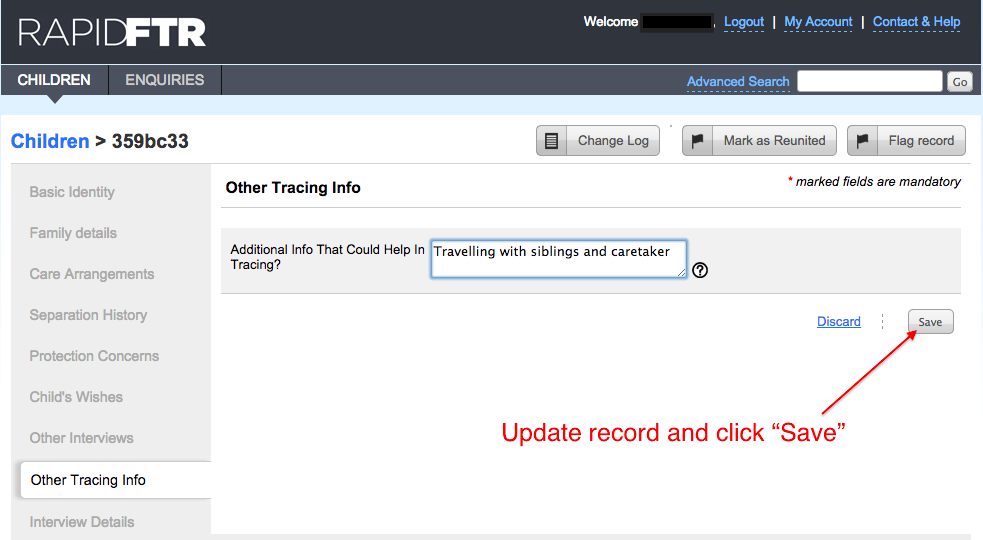 RAPIDFTR
Welcome , Logout | My Account | Contact & Help
CHILDREN ENQUIRIES Advanced Search Go
Children > 359bc33 Change Log Mark as Reunited Flag record
Basic Identity
Family details
Care Arrangements
Separation History
Protection Concerns
Child's Wishes
Other Interviews
Other Tracing Info
Interview Details
Other Tracing Info * marked fields are mandatory
Additional Info That Could Help In
Tracing?
Travelling with siblings and caretaker ?
Discard Save
Update record and click “Save”